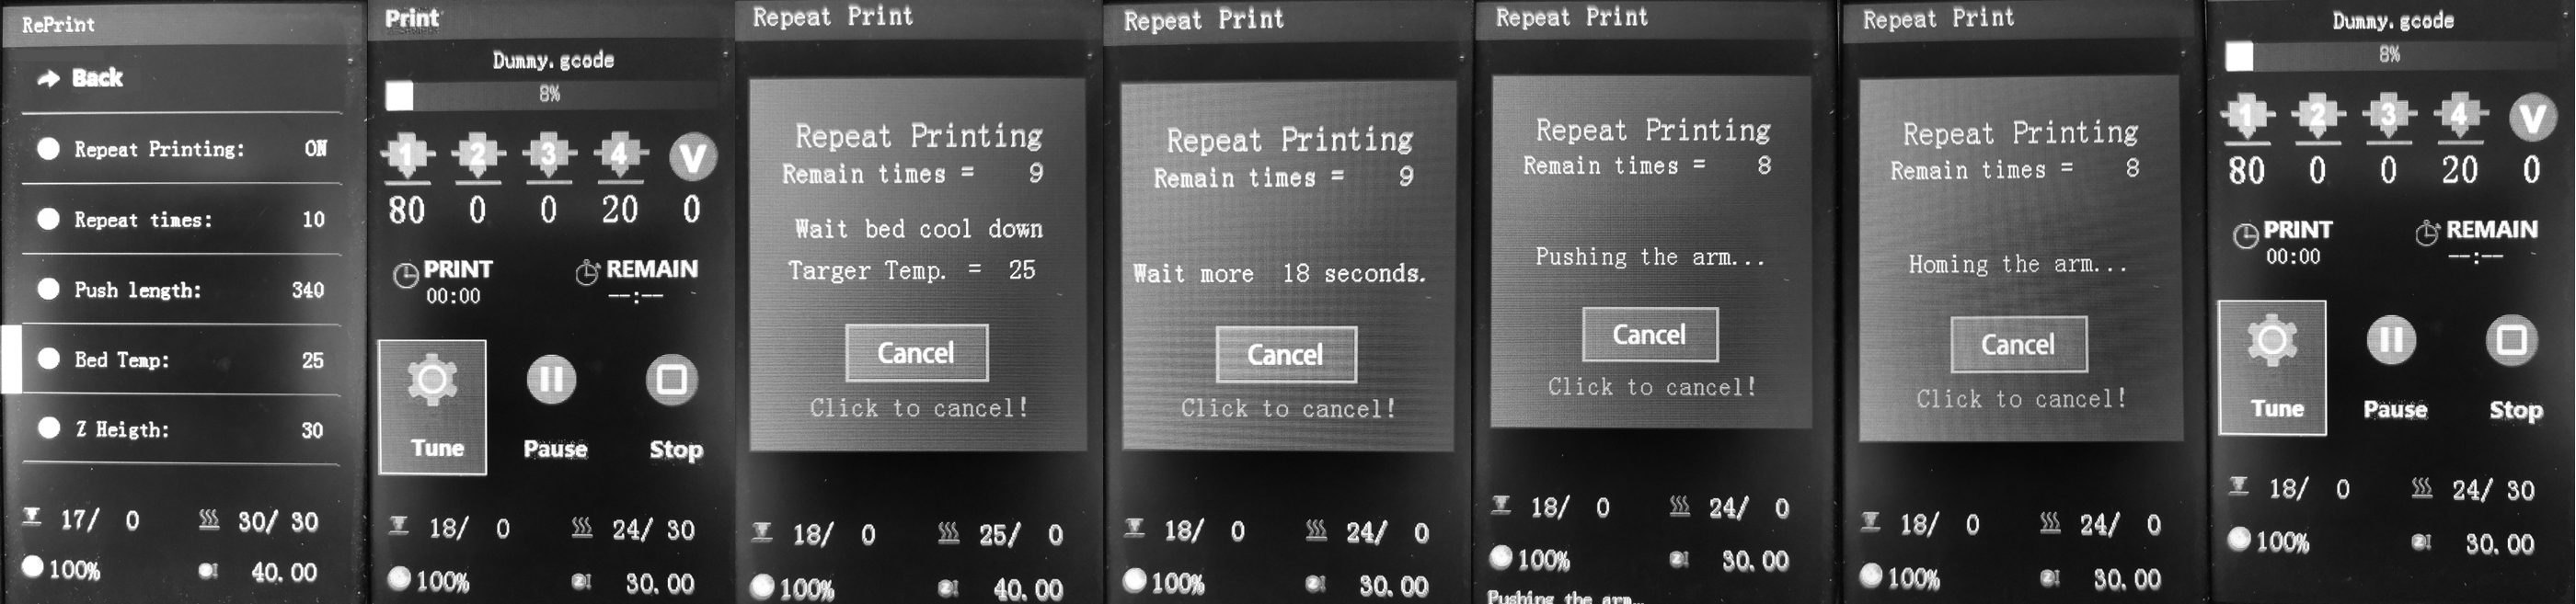 RePrint
Back
Repeat Printing: ON
Repeat times: 10
Push length: 340
Bed Temp: 25
Z Heigth: 30
17/ 0 30/ 30
100% 40.00
Print
Dummy.gcode
8%
1 2 3 4 V
80 0 0 20 0
PRINT REMAIN
00:00 --:--
Tune Pause Stop
18/ 0 24/ 30
100% Z 30.00
Repeat Print
Repeat Printing
Remain times = 9
Wait bed cool down
Targer Temp. = 25
Cancel
Click to cancel!
18/ 0 25/ 0
100% 40.00
Repeat Print
Repeat Printing
Remain times = 9
Wait more 18 seconds.
Cancel
Click to cancel!
18/ 0 24/ 0
100% Z 30.00
Repeat Print
Repeat Printing
Remain times = 8
Pushing the arm...
Cancel
Click to cancel!
18/ 0 24/ 0
100% 30.00
Pushing the arm...
Repeat Print
Repeat Printing
Remain times = 8
Homing the arm...
Cancel
Click to cancel!
18/ 0 24/ 0
100% Z 30.00
Dummy.gcode
8%
1 2 3 4 V
80 0 0 20 0
PRINT REMAIN
00:00 --:--
Tune Pause Stop
18/ 0 24/ 30
100% 30.00